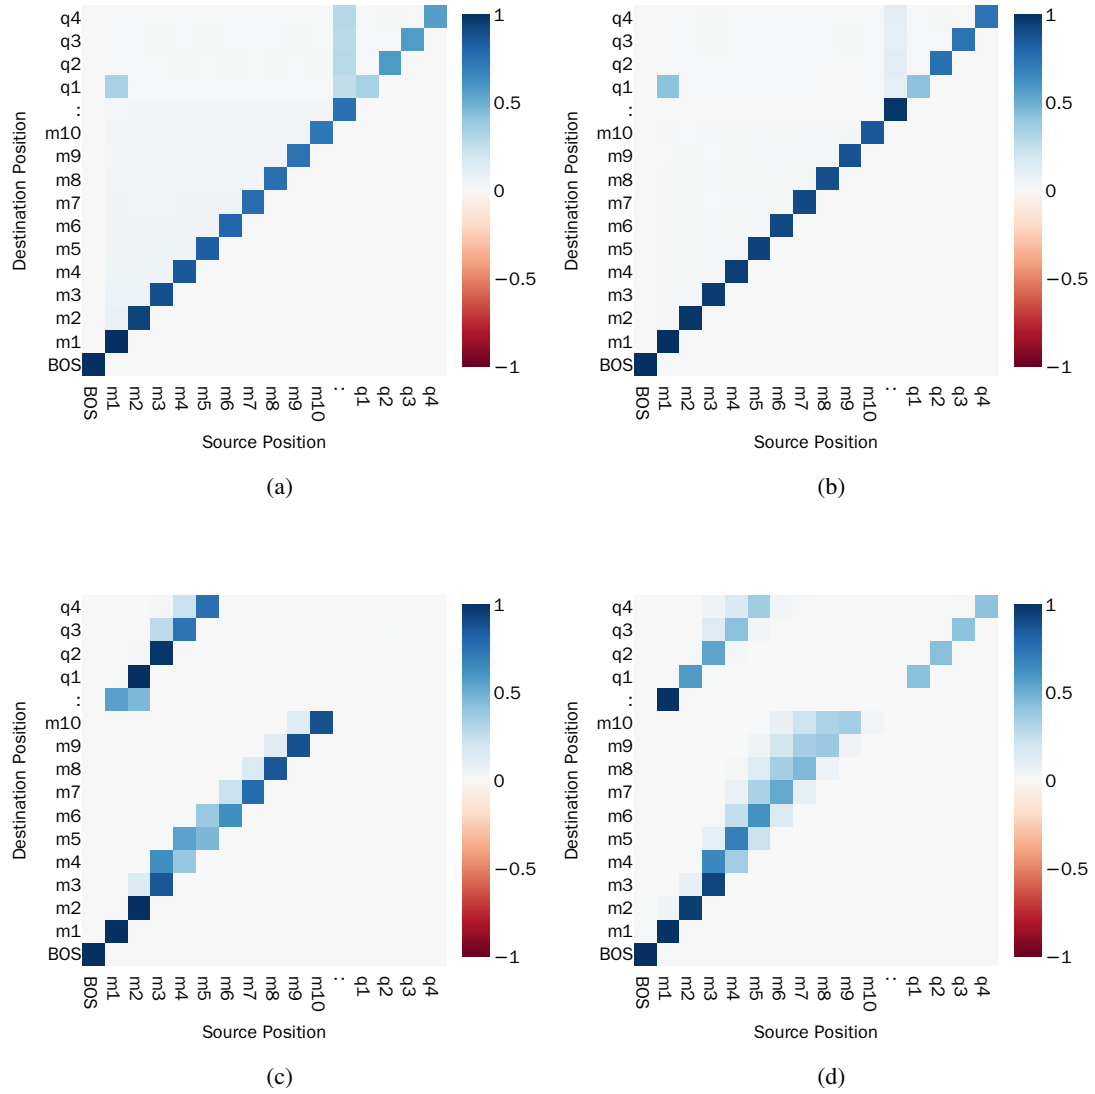 q4
q3
q2
q1
:
m10
m9
m8
m7
m6
m5
m4
m3
m2
m1
BOS
Destination Position
BOS m1 m2 m3 m4 m5 m6 m7 m8 m9 m10 : q1 q2 q3 q4
Source Position
1
0.5
0
−0.5
−1
(a)
q4
q3
q2
q1
:
m10
m9
m8
m7
m6
m5
m4
m3
m2
m1
BOS
Destination Position
BOS m1 m2 m3 m4 m5 m6 m7 m8 m9 m10 : q1 q2 q3 q4
Source Position
1
0.5
0
−0.5
−1
(b)
q4
q3
q2
q1
:
m10
m9
m8
m7
m6
m5
m4
m3
m2
m1
BOS
Destination Position
BOS m1 m2 m3 m4 m5 m6 m7 m8 m9 m10 : q1 q2 q3 q4
Source Position
1
0.5
0
−0.5
−1
(c)
q4
q3
q2
q1
:
m10
m9
m8
m7
m6
m5
m4
m3
m2
m1
BOS
Destination Position
BOS m1 m2 m3 m4 m5 m6 m7 m8 m9 m10 : q1 q2 q3 q4
Source Position
1
0.5
0
−0.5
−1
(d)